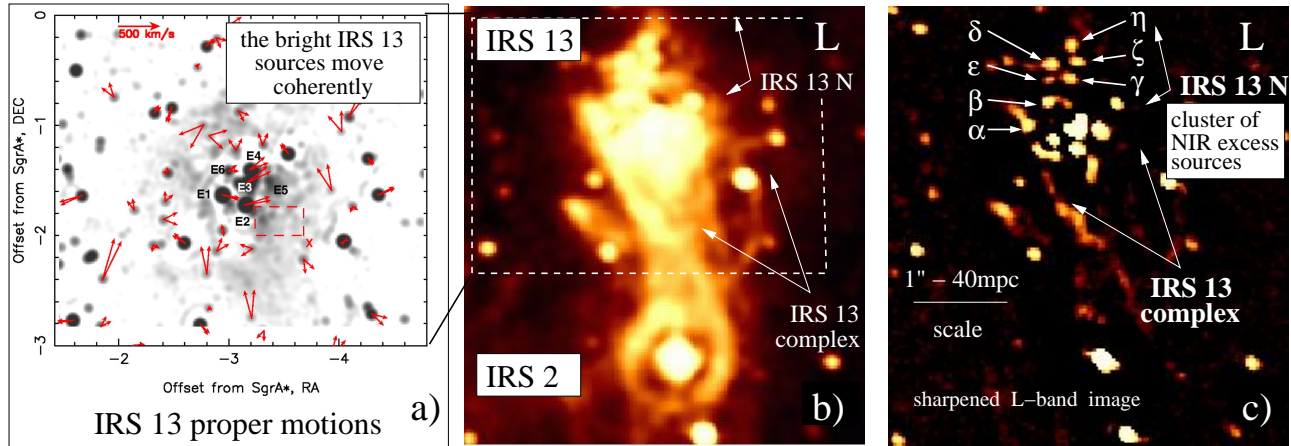 500 km/s
the bright IRS 13
sources move
coherently
0
−1
−2
−3
Offset from SgrA*, DEC
E4
E6
E3
E5
E1
E2
X
−2
−3
−4
Offset from SgrA*, RA
IRS 13 proper motions
a)
IRS 13
L
IRS 13 N
IRS 13
complex
IRS 2
b)
L
η
δ
ζ
ε
γ
β
α
IRS 13 N
cluster of
NIR excess
sources
1" − 40mpc
scale
IRS 13
complex
sharpened L−band image
c)